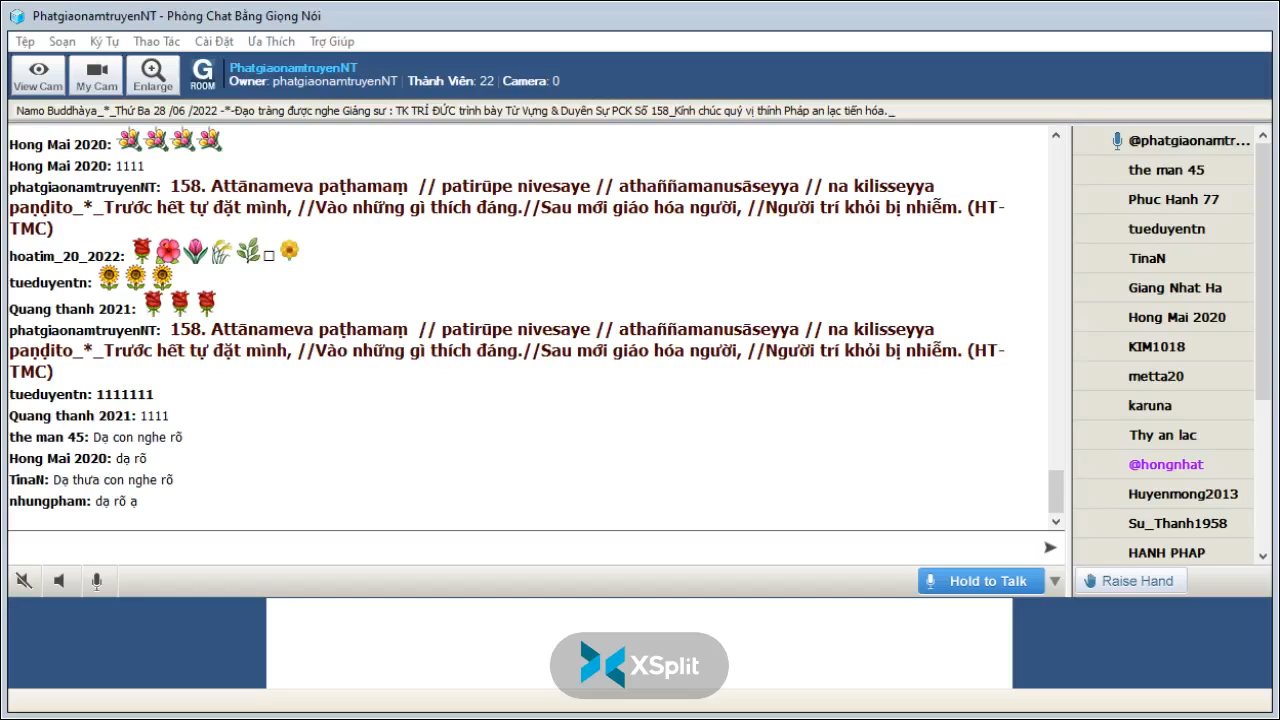 PhatgiaonamtruyenNT - Phòng Chat Bằng Giọng Nói
Tệp Soạn Ký Tự Thao Tác Cài Đặt Ưa Thích Trợ Giúp
View Cam My Cam Enlarge G ROOM
PhatgiaonamtruyenNT
Owner: phatgiaonamtruyenNT | Thành Viên: 22 | Camera: 0
Namo Buddhàya_*_Thứ Ba 28 /06 /2022 -*-Đạo tràng được nghe Giảng sư : TK TRÍ ĐỨC trình bày Từ Vựng & Duyên Sự PCK Số 158_Kính chúc quý vị thính Pháp an lạc tiến hóa._
Hong Mai 2020:
Hong Mai 2020: 1111
phatgiaonamtruyenNT: 158. Attānameva paṭhamaṃ // patirūpe nivesaye // athaññamanusāseyya // na kilisseyya
paṇḍito_*_Trước hết tự đặt mình, //Vào những gì thích đáng.//Sau mới giáo hóa người, //Người trí khỏi bị nhiễm. (HT-
TMC)
hoatim_20_2022:
tueduyentn:
Quang thanh 2021:
phatgiaonamtruyenNT: 158. Attānameva paṭhamaṃ // patirūpe nivesaye // athaññamanusāseyya // na kilisseyya
paṇḍito_*_Trước hết tự đặt mình, //Vào những gì thích đáng.//Sau mới giáo hóa người, //Người trí khỏi bị nhiễm. (HT-
TMC)
tueduyentn: 1111111
Quang thanh 2021: 1111
the man 45: Dạ con nghe rõ
Hong Mai 2020: dạ rõ
TinaN: Dạ thưa con nghe rõ
nhungpham: dạ rõ ạ
@phatgiaonamtr...
the man 45
Phuc Hanh 77
tueduyentn
TinaN
Giang Nhat Ha
Hong Mai 2020
KIM1018
metta20
karuna
Thy an lac
@hongnhat
Huyenmong2013
Su_Thanh1958
HANH PHAP
Hold to Talk
Raise Hand
XSplit